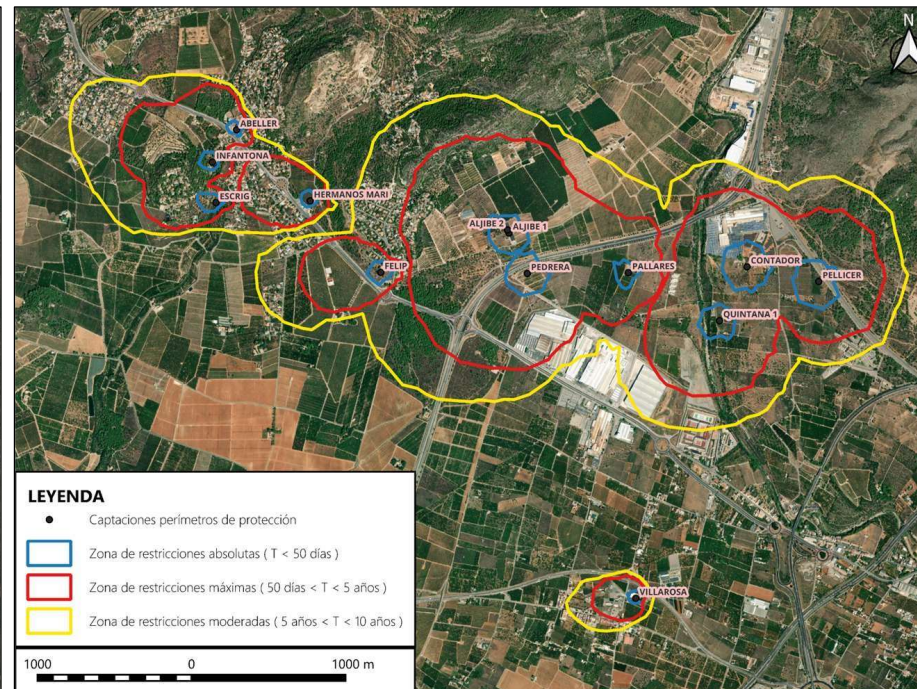 N
ABELLER
INFANTONA
ESCRIG
HERMANOS MARI
ALJIBE 2
ALJIBE 1
FELIP
PEDRERA
PALLARES
CONTADOR
PELLICER
QUINTANA 1
VILLAROSA
LEYENDA
Captaciones perímetros de protección
Zona de restricciones absolutas ( T < 50 días )
Zona de restricciones máximas ( 50 días < T < 5 años )
Zona de restricciones moderadas ( 5 años < T < 10 años )
1000 0 1000 m